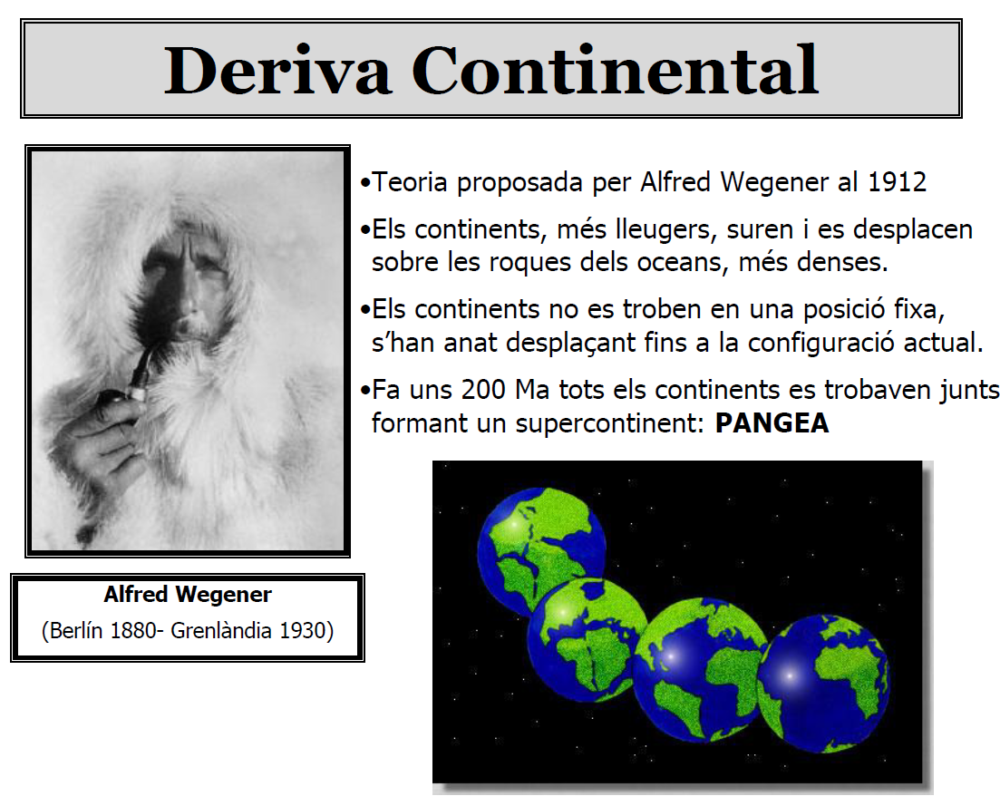 Deriva Continental
•Teoria proposada per Alfred Wegener al 1912
•Els continents, més lleugers, suren i es desplacen
sobre les roques dels oceans, més denses.
•Els continents no es troben en una posició fixa,
s’han anat desplaçant fins a la configuració actual.
•Fa uns 200 Ma tots els continents es trobaven junts
formant un supercontinent: PANGEA
Alfred Wegener
(Berlín 1880- Grenlàndia 1930)